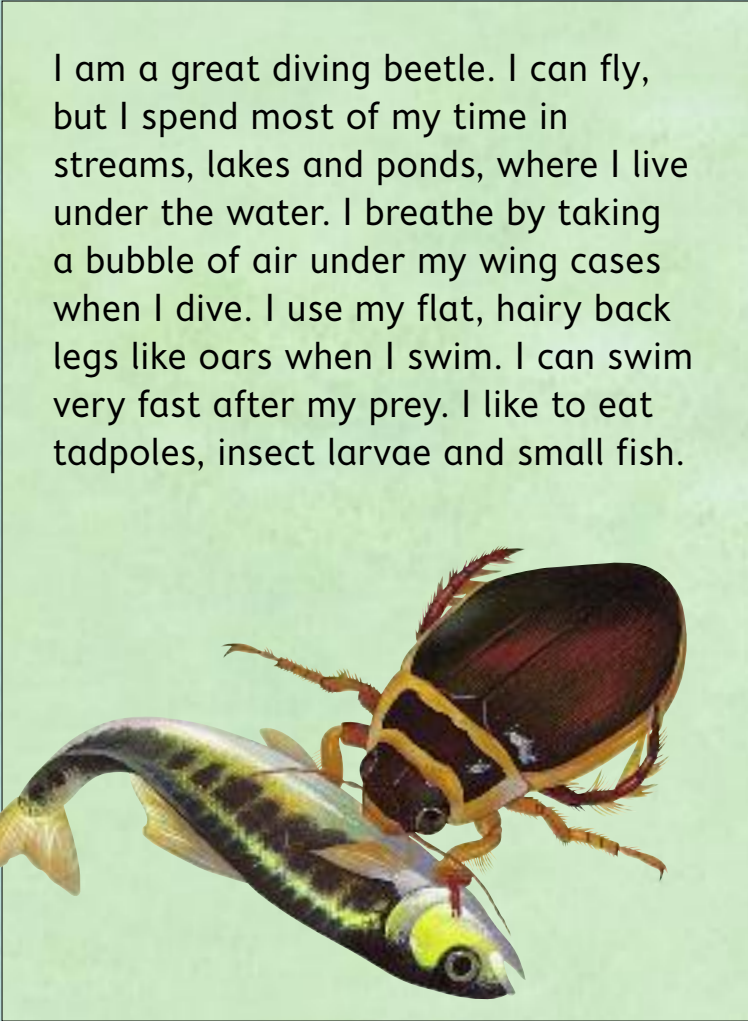 I am a great diving beetle. I can fly,
but I spend most of my time in
streams, lakes and ponds, where I live
under the water. I breathe by taking
a bubble of air under my wing cases
when I dive. I use my flat, hairy back
legs like oars when I swim. I can swim
very fast after my prey. I like to eat
tadpoles, insect larvae and small fish.